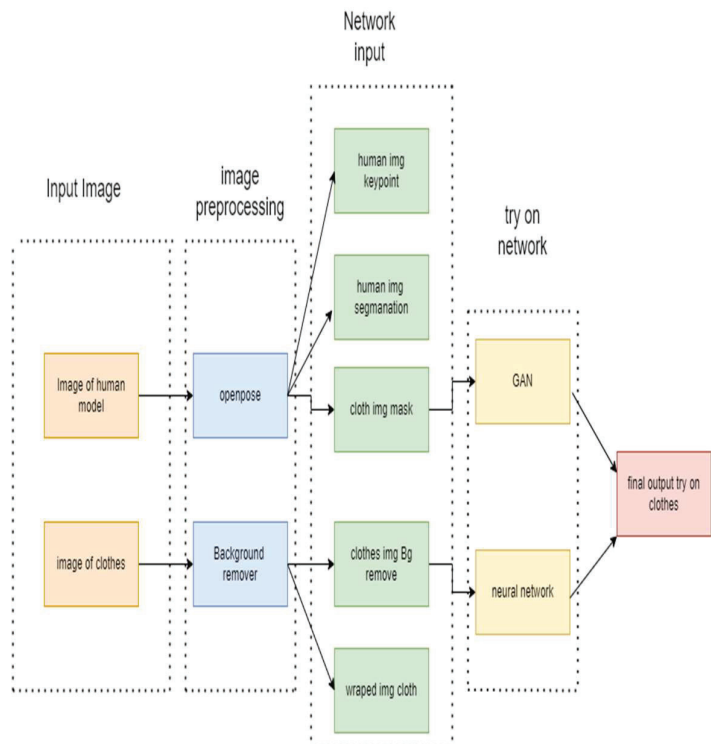 Network
input
image
preprocessing
Input Image
try on
network
human img
keypoint
human img
segmanation
Image of human
model
openpose
cloth img mask
GAN
final output try on
clothes
image of clothes
Background
remover
clothes img Bg
remove
neural network
wraped img cloth